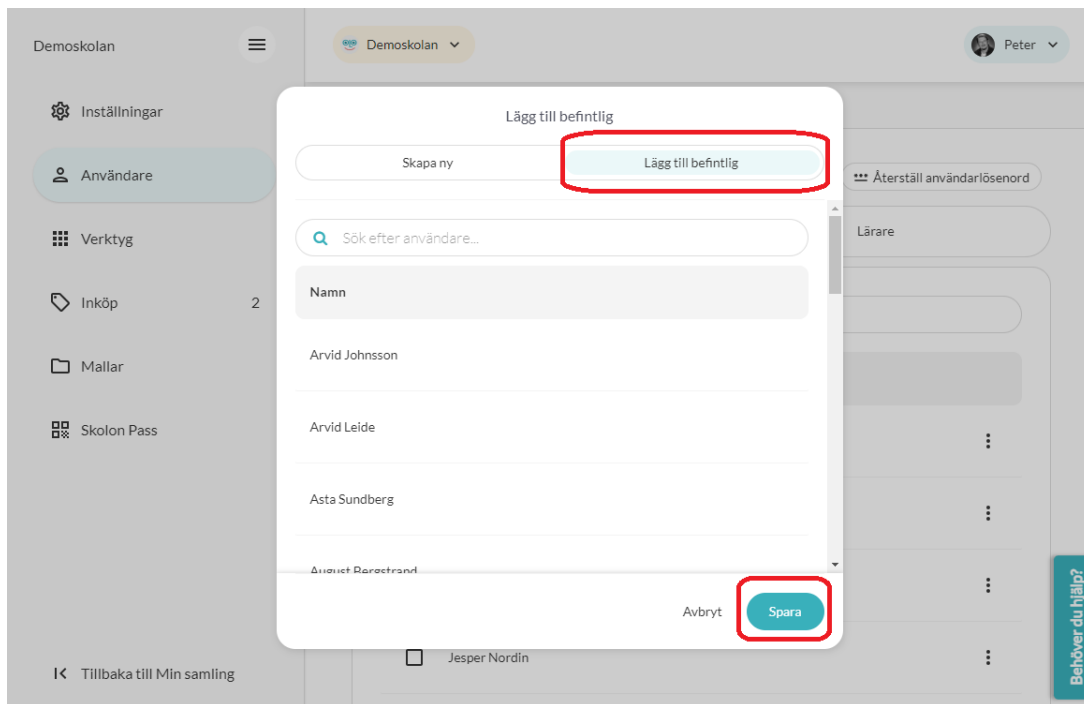 Demoskolan
Demoskolan
Peter
Inställningar
Användare
Verktyg
Inköp 2
Mallar
Skolon Pass
Tillbaka till Min samling
Lägg till befintlig
Skapa ny
Lägg till befintlig
Sök efter användare...
Namn
Arvid Johnsson
Arvid Leide
Asta Sundberg
August Bergstrand
Avbryt
Spara
Återställ användarlösenord
Lärare
Jesper Nordin
Behöver du hjälp?